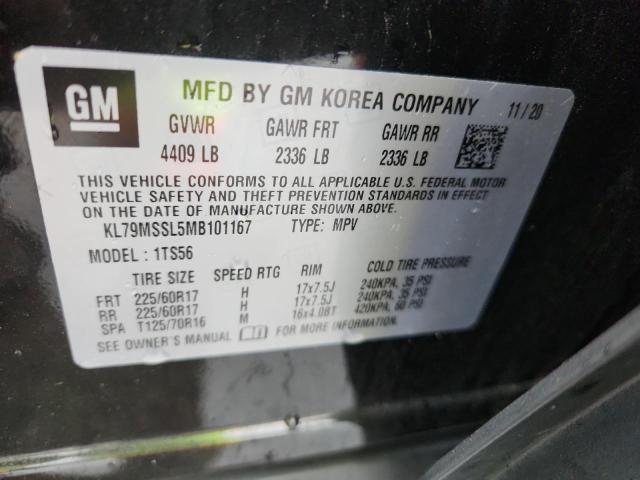 GM
MFD BY GM KOREA COMPANY 11/20
GVWR GAWR FRT GAWR RR
4409 LB 2336 LB 2336 LB
THIS VEHICLE CONFORMS TO ALL APPLICABLE U.S. FEDERAL MOTOR
VEHICLE SAFETY AND THEFT PREVENTION STANDARDS IN EFFECT
ON THE DATE OF MANUFACTURE SHOWN ABOVE.
KL79MSSL5MB101167 TYPE: MPV
MODEL: 1TS56
TIRE SIZE SPEED RTG RIM COLD TIRE PRESSURE
FRT 225/60R17 H 17x7.5J 240KPA, 35 PSI
RR 225/60R17 H 17x7.5J 240KPA, 35 PSI
SPA T125/70R16 M 16x4.0BT 420KPA, 60 PSI
SEE OWNER'S MANUAL FOR MORE INFORMATION.